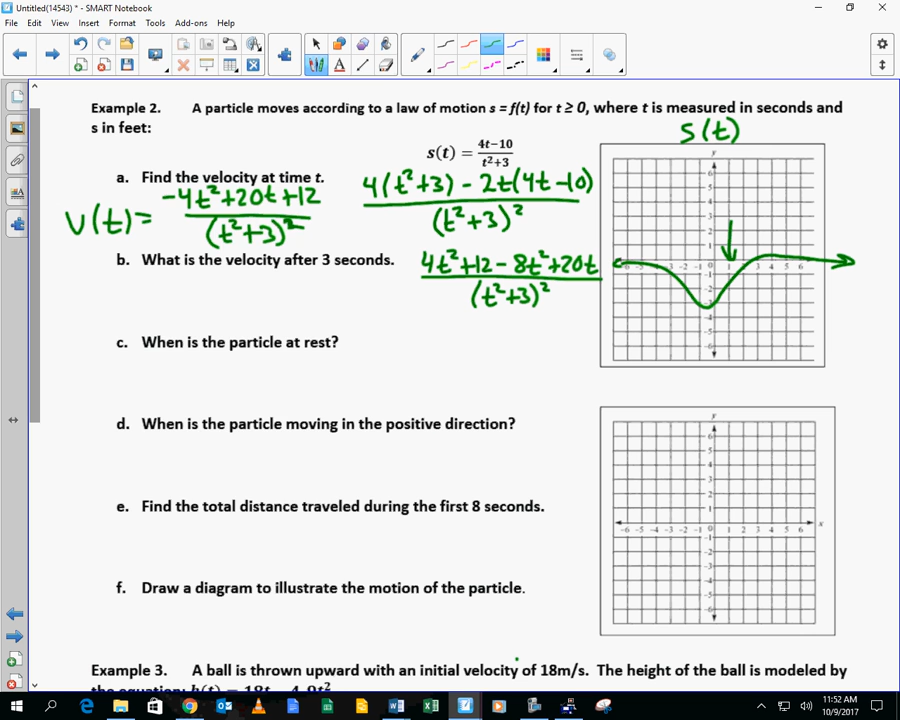 Untitled(14543) * - SMART Notebook
File Edit View Insert Format Tools Add-ons Help
Example 2. A particle moves according to a law of motion s = f(t) for t ≥ 0, where t is measured in seconds and
s in feet:
s(t)
s(t) = (4t−10)/(t²+3)
a. Find the velocity at time t.
v(t) = (-4t²+20t+12)/(t²+3)²
(4(t²+3) - 2t(4t-10))/(t²+3)²
b. What is the velocity after 3 seconds.
(4t²+12-8t²+20t)/(t²+3)²
c. When is the particle at rest?
d. When is the particle moving in the positive direction?
e. Find the total distance traveled during the first 8 seconds.
f. Draw a diagram to illustrate the motion of the particle.
Example 3. A ball is thrown upward with an initial velocity of 18m/s. The height of the ball is modeled by
the equation: h(t) = 18t − 4.9t²
11:52 AM
10/9/2017